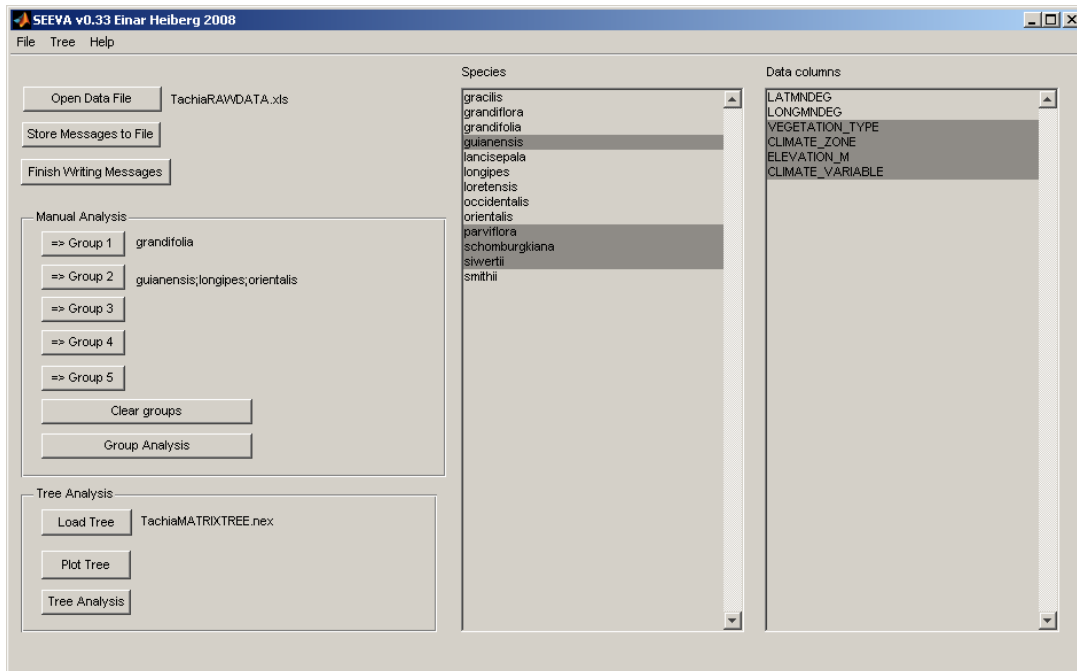 SEEVA v0.33 Einar Heiberg 2008
File Tree Help
Open Data File TachiaRAWDATA.xls
Store Messages to File
Finish Writing Messages
Manual Analysis
=> Group 1 grandifolia
=> Group 2 guianensis;longipes;orientalis
=> Group 3
=> Group 4
=> Group 5
Clear groups
Group Analysis
Tree Analysis
Load Tree TachiaMATRIXTREE.nex
Plot Tree
Tree Analysis
Species
gracilis
grandiflora
grandifolia
guianensis
lancisepala
longipes
loretensis
occidentalis
orientalis
parviflora
schomburgkiana
siwertii
smithii
Data columns
LATMNDEG
LONGMNDEG
VEGETATION_TYPE
CLIMATE_ZONE
ELEVATION_M
CLIMATE_VARIABLE